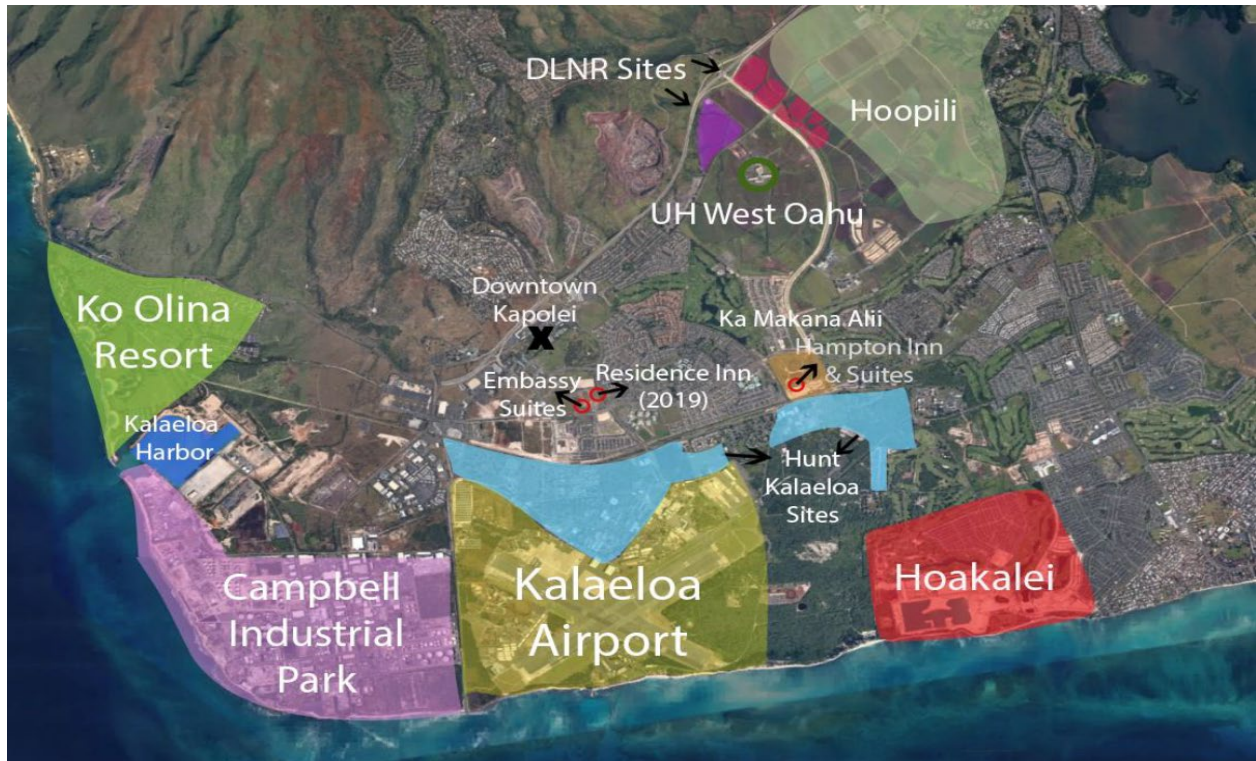 DLNR Sites
Hoopili
UH West Oahu
Ko Olina
Resort
Downtown
Kapolei
X
Ka Makana Alii
Hampton Inn
& Suites
Embassy
Suites
Residence Inn
(2019)
Kalaeloa
Harbor
Hunt
Kalaeloa
Sites
Campbell
Industrial
Park
Kalaeloa
Airport
Hoakalei